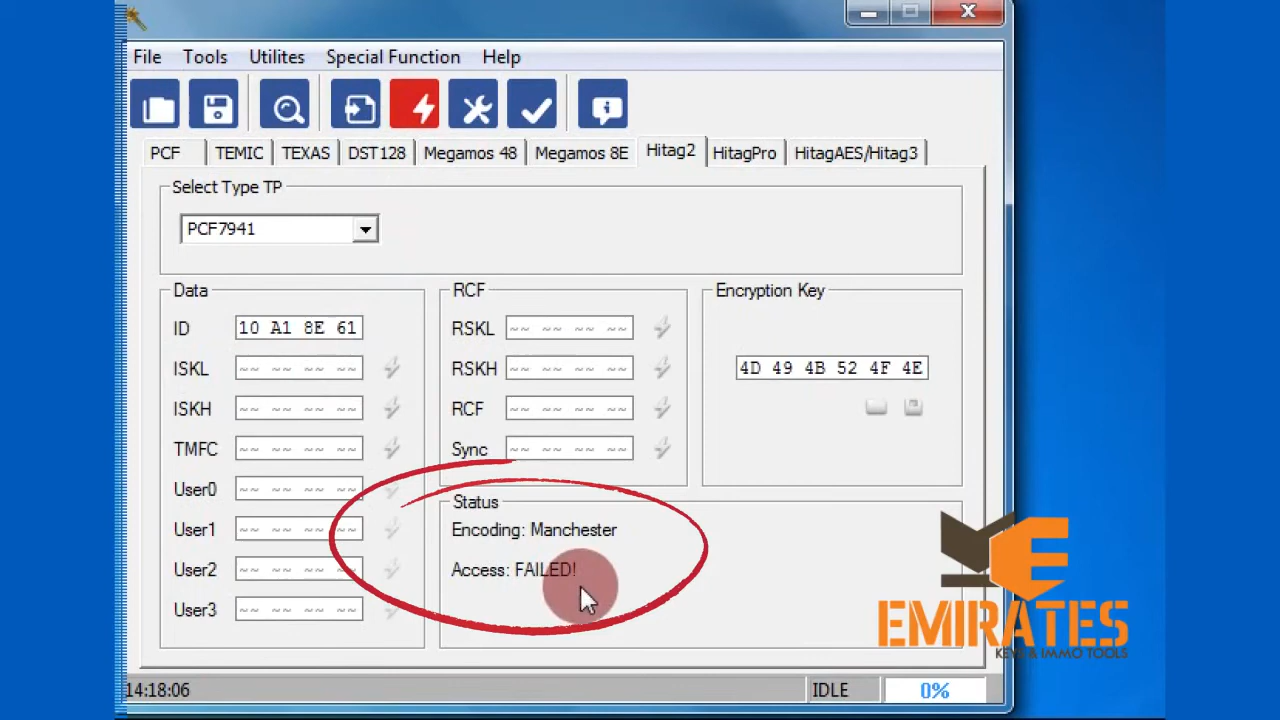 File Tools Utilites Special Function Help
PCF TEMIC TEXAS DST128 Megamos 48 Megamos 8E Hitag2 HitagPro HitagAES/Hitag3
Select Type TP
PCF7941
Data
ID 10 A1 8E 61
ISKL ~~ ~~ ~~ ~~
ISKH ~~ ~~ ~~ ~~
TMFC ~~ ~~ ~~ ~~
User0 ~~ ~~ ~~ ~~
User1 ~~ ~~ ~~ ~~
User2 ~~ ~~ ~~ ~~
User3 ~~ ~~ ~~ ~~
RCF
RSKL ~~ ~~ ~~ ~~
RSKH ~~ ~~ ~~ ~~
RCF ~~ ~~ ~~ ~~
Sync ~~ ~~ ~~ ~~
Encryption Key
4D 49 4B 52 4F 4E
Status
Encoding: Manchester
Access: FAILED!
EMIRATES
KEYS & IMMO TOOLS
14:18:06 IDLE 0%